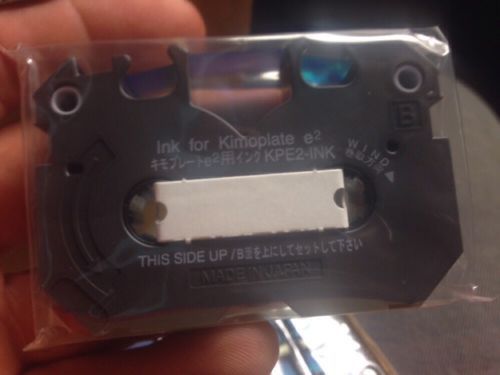 Ink for Kimoplate e²
キモプレートe²用インク KPE2-INK
WIND
B
THIS SIDE UP /B面を上にしてセットして下さい
MADE IN JAPAN